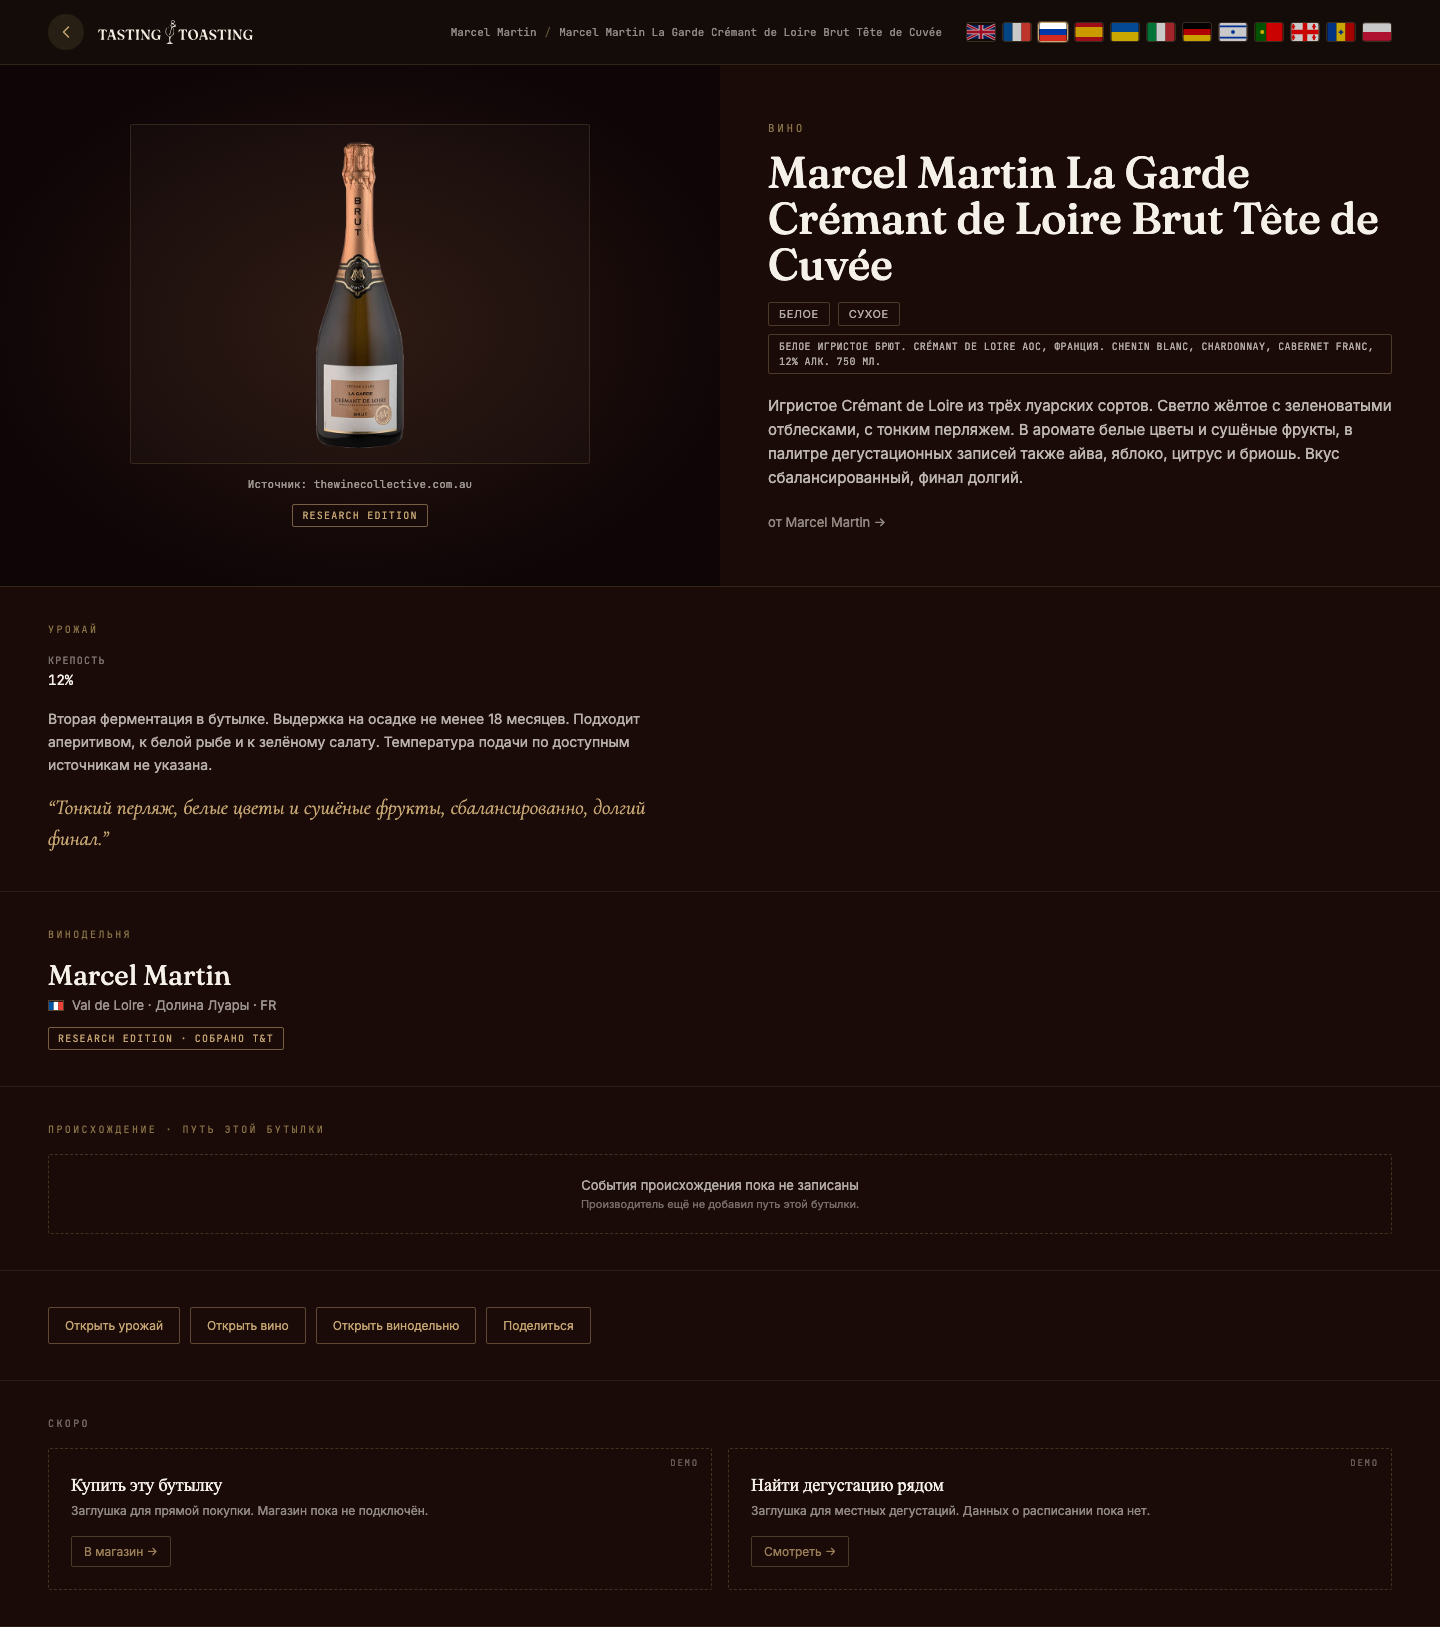 TASTING TOASTING
Marcel Martin / Marcel Martin La Garde Crémant de Loire Brut Tête de Cuvée
BRUT
LA GARDE
CRÉMANT DE LOIRE
BRUT
Источник: thewinecollective.com.au
RESEARCH EDITION
ВИНО
Marcel Martin La Garde
Crémant de Loire Brut Tête de
Cuvée
БЕЛОЕ
СУХОЕ
БЕЛОЕ ИГРИСТОЕ БРЮТ. CRÉMANT DE LOIRE AOC, ФРАНЦИЯ. CHENIN BLANC, CHARDONNAY, CABERNET FRANC,
12% АЛК. 750 МЛ.
Игристое Crémant de Loire из трёх луарских сортов. Светло жёлтое с зеленоватыми
отблесками, с тонким перляжем. В аромате белые цветы и сушёные фрукты, в
палитре дегустационных записей также айва, яблоко, цитрус и бриошь. Вкус
сбалансированный, финал долгий.
от Marcel Martin →
УРОЖАЙ
КРЕПОСТЬ
12%
Вторая ферментация в бутылке. Выдержка на осадке не менее 18 месяцев. Подходит
аперитивом, к белой рыбе и к зелёному салату. Температура подачи по доступным
источникам не указана.
“Тонкий перляж, белые цветы и сушёные фрукты, сбалансированно, долгий
финал.”
ВИНОДЕЛЬНЯ
Marcel Martin
Val de Loire · Долина Луары · FR
RESEARCH EDITION · СОБРАНО T&T
ПРОИСХОЖДЕНИЕ · ПУТЬ ЭТОЙ БУТЫЛКИ
События происхождения пока не записаны
Производитель ещё не добавил путь этой бутылки.
Открыть урожай
Открыть вино
Открыть винодельню
Поделиться
СКОРО
DEMO
Купить эту бутылку
Заглушка для прямой покупки. Магазин пока не подключён.
В магазин →
DEMO
Найти дегустацию рядом
Заглушка для местных дегустаций. Данных о расписании пока нет.
Смотреть →